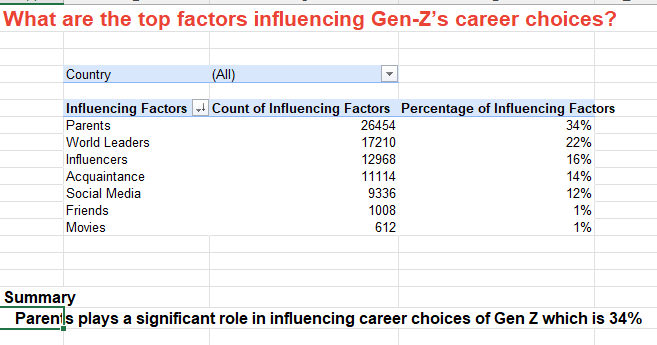 What are the top factors influencing Gen-Z's career choices?
Country (All)
Influencing Factors Count of Influencing Factors Percentage of Influencing Factors
Parents 26454 34%
World Leaders 17210 22%
Influencers 12968 16%
Acquaintance 11114 14%
Social Media 9336 12%
Friends 1008 1%
Movies 612 1%
Summary
Parents plays a significant role in influencing career choices of Gen Z which is 34%